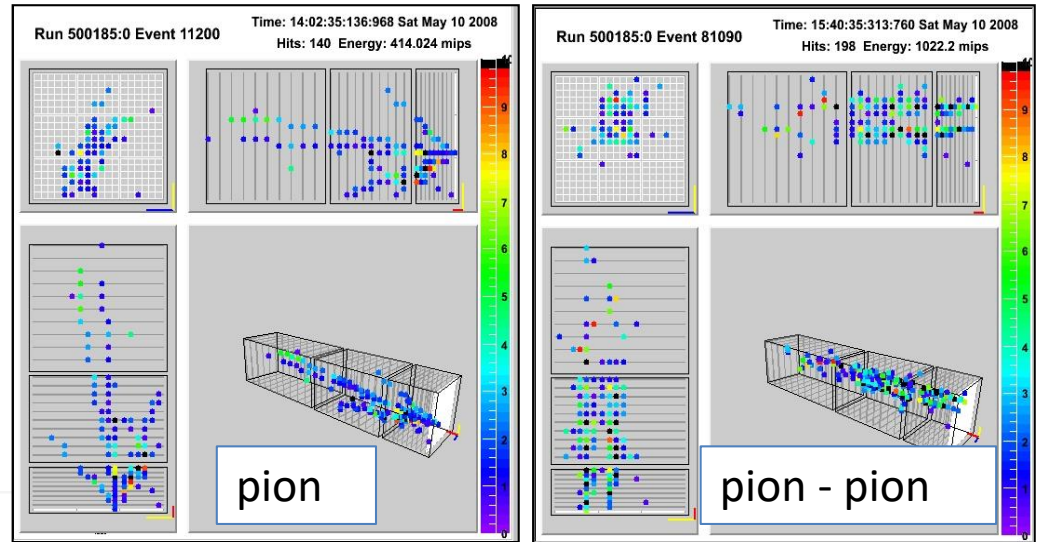 Run 500185:0 Event 11200
Time: 14:02:35:136:968 Sat May 10 2008
Hits: 140 Energy: 414.024 mips
10
9
8
7
6
5
4
3
2
1
0
pion
Run 500185:0 Event 81090
Time: 15:40:35:313:760 Sat May 10 2008
Hits: 198 Energy: 1022.2 mips
10
9
8
7
6
5
4
3
2
1
0
pion - pion